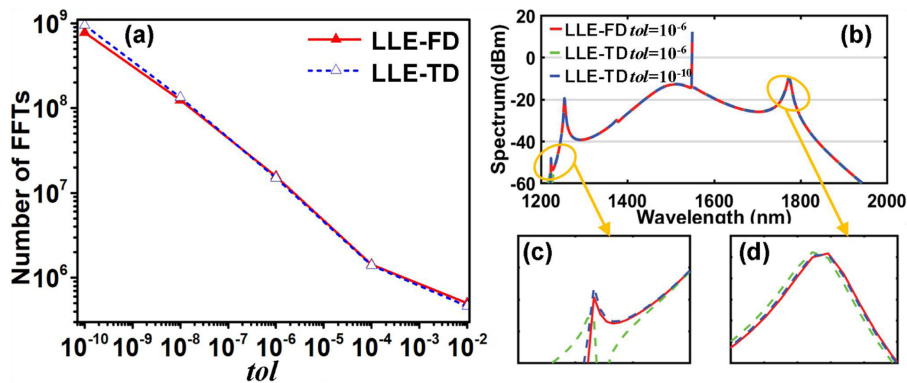 (a)
LLE-FD
LLE-TD
Number of FFTs
10^9
10^8
10^7
10^6
10^-10 10^-9 10^-8 10^-7 10^-6 10^-5 10^-4 10^-3 10^-2
tol
(b)
LLE-FD tol=10^-6
LLE-TD tol=10^-6
LLE-TD tol=10^-10
Spectrum(dBm)
20
0
-20
-40
-60
1200 1400 1600 1800 2000
Wavelength (nm)
(c)
(d)